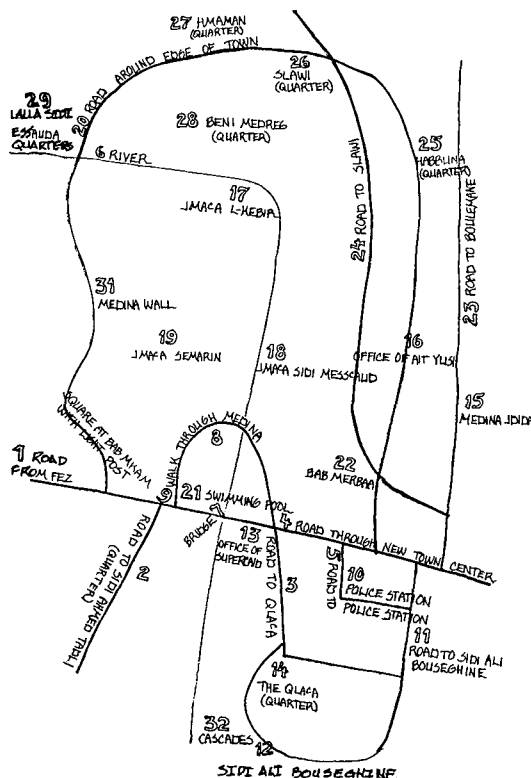 27 HMAMAN
(QUARTER)
20 ROAD AROUND EDGE OF TOWN
26
SLAWI
(QUARTER)
29
LALLA SIDI
ESSAUDA
QUARTERS
28 BENI MEDREG
(QUARTER)
25
HABBUNA
(QUARTER)
6 RIVER
17
JMACA L-KEBIR
24 ROAD TO SLAWI
23 ROAD TO BOULEMANE
31
MEDINA WALL
19
JMACA SEMARIN
18
JMACA SIDI MESSCAUD
16
OFFICE OF AIT YUSI
15
MEDINA JDIDA
SQUARE AT BAB MKAM
WITH LIGHT POST
9 WALK THROUGH MEDINA
8
1 ROAD
FROM FEZ
22
BAB MERBAA
21 SWIMMING POOL
7
BRIDGE
4 ROAD THROUGH NEW TOWN CENTER
13
OFFICE OF
SUPERCAID
ROAD TO SIDI AHMED TADLI
(QUARTER)
2
ROAD TO QLACA
3
5 ROAD TO
10
POLICE STATION
POLICE STATION
11
ROAD TO SIDI ALI
BOUSEGHINE
14
THE QLACA
(QUARTER)
32
CASCADES
12
SIDI ALI BOUSEGHINE